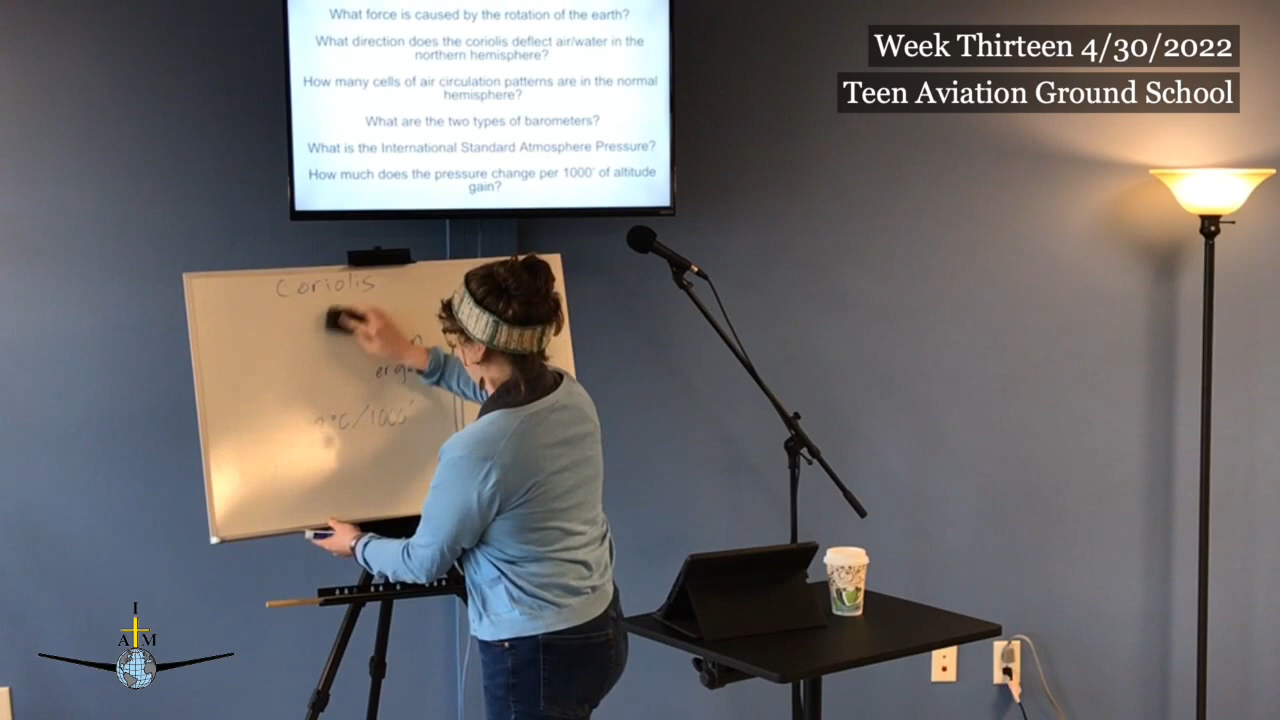 What force is caused by the rotation of the earth?
What direction does the coriolis deflect air/water in the
northern hemisphere?
How many cells of air circulation patterns are in the normal
hemisphere?
What are the two types of barometers?
What is the International Standard Atmosphere Pressure?
How much does the pressure change per 1000' of altitude
gain?
Week Thirteen 4/30/2022
Teen Aviation Ground School
Coriolis
°C/1000'
I
A M